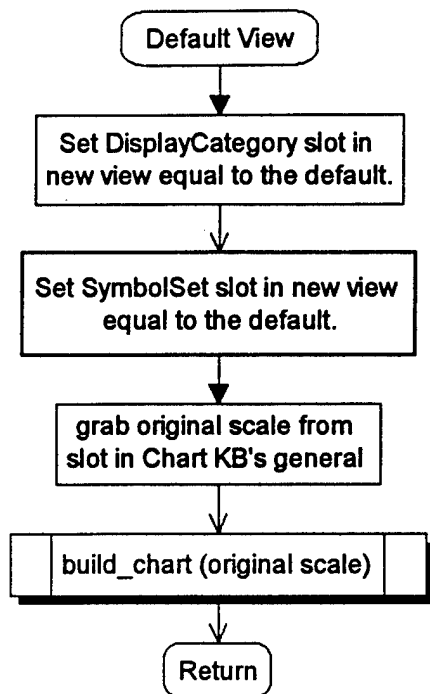 Default View
Set DisplayCategory slot in
new view equal to the default.
Set SymbolSet slot in new view
equal to the default.
grab original scale from
slot in Chart KB's general
build_chart (original scale)
Return